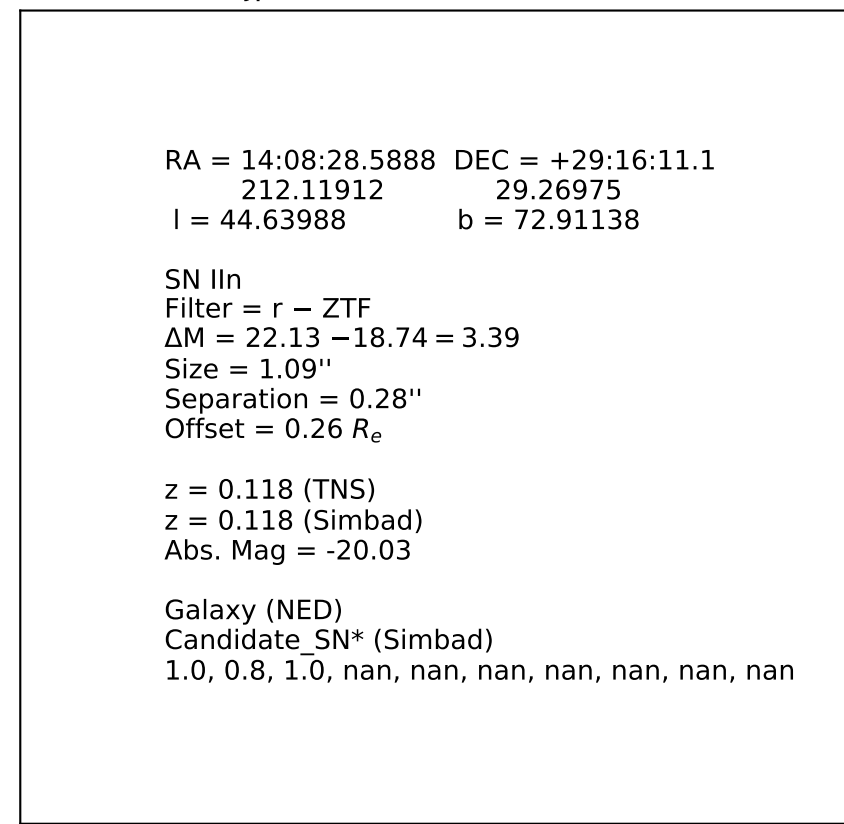 RA = 14:08:28.5888 DEC = +29:16:11.1
212.11912 29.26975
l = 44.63988 b = 72.91138
SN IIn
Filter = r − ZTF
ΔM = 22.13 −18.74 = 3.39
Size = 1.09''
Separation = 0.28''
Offset = 0.26 Rₑ
z = 0.118 (TNS)
z = 0.118 (Simbad)
Abs. Mag = -20.03
Galaxy (NED)
Candidate_SN* (Simbad)
1.0, 0.8, 1.0, nan, nan, nan, nan, nan, nan, nan